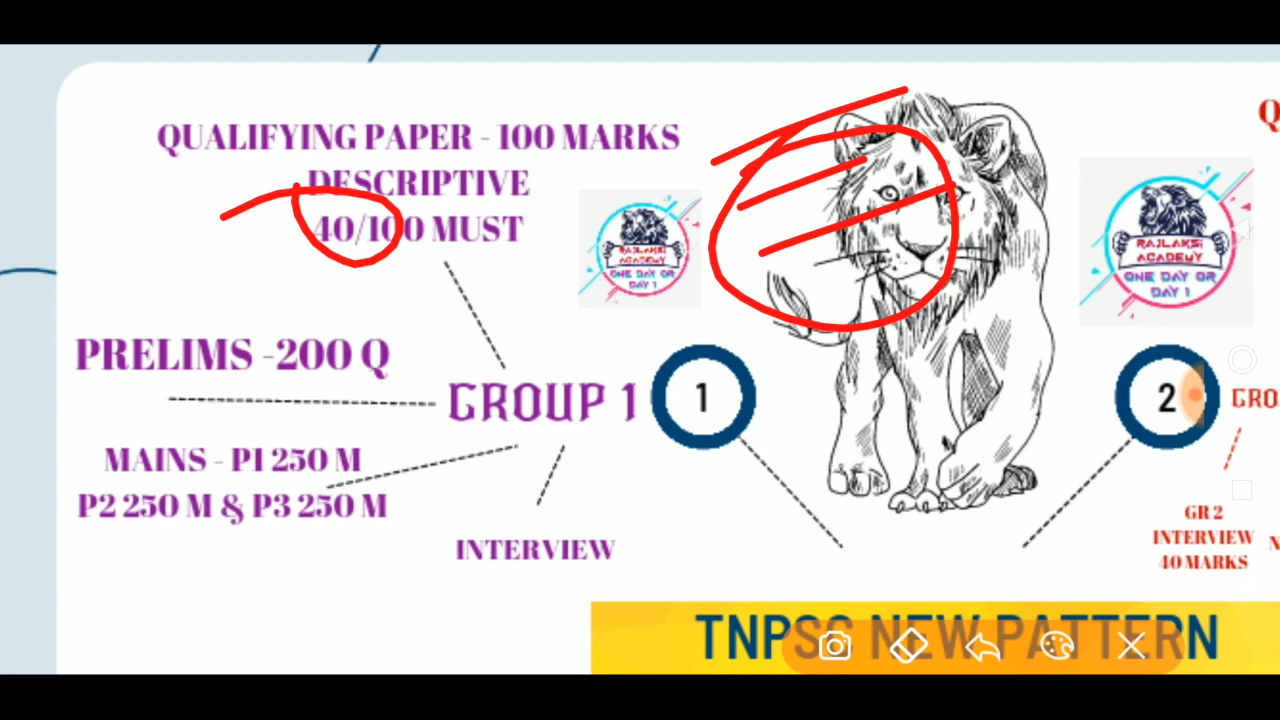 QUALIFYING PAPER - 100 MARKS
DESCRIPTIVE
40/100 MUST
RAJLAKSI
ACADEMY
ONE DAY OR
DAY 1
RAJLAKSI
ACADEMY
ONE DAY OR
DAY 1
PRELIMS -200 Q
GROUP 1
1
2
MAINS - P1 250 M
P2 250 M & P3 250 M
INTERVIEW
GR 2
INTERVIEW
40 MARKS
TNPSC NEW PATTERN